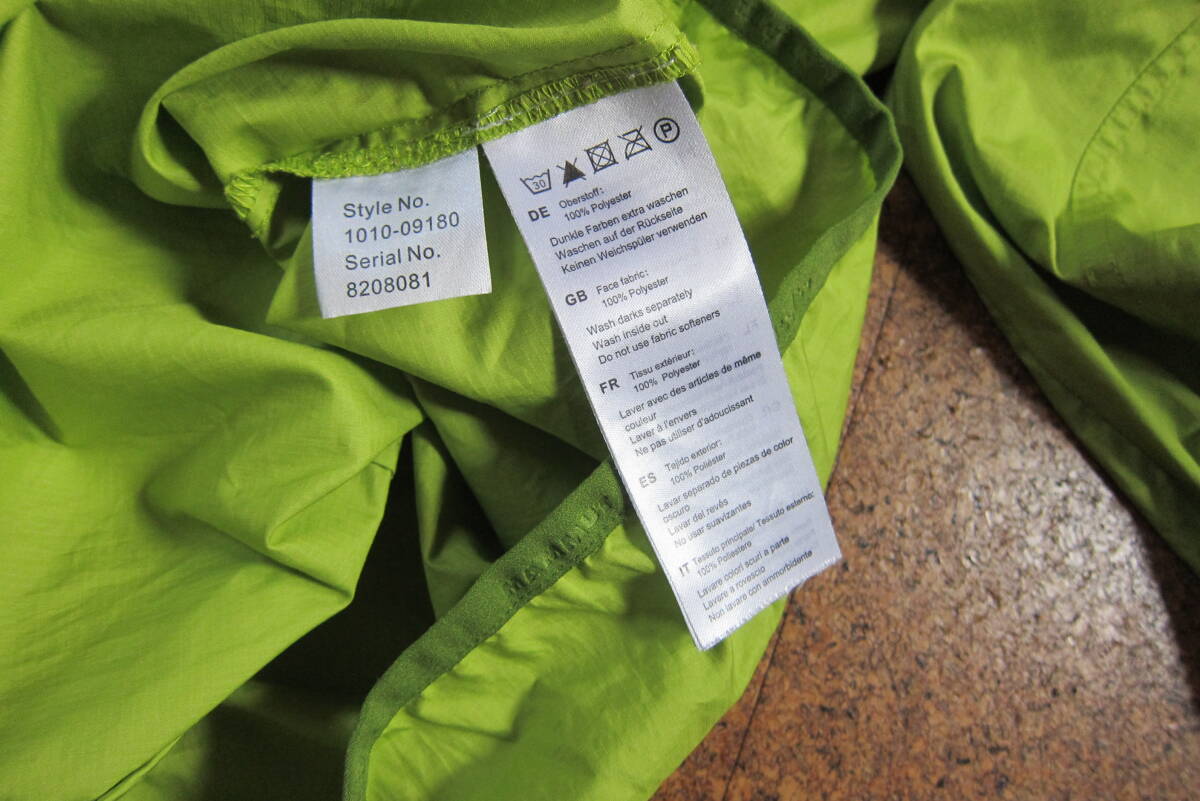 Style No.
1010-09180
Serial No.
8208081
30
P
DE Oberstoff:
100% Polyester
Dunkle Farben extra waschen
Waschen auf der Rückseite
Keinen Weichspüler verwenden
GB Face fabric:
100% Polyester
Wash darks separately
Wash inside out
Do not use fabric softeners
FR Tissu extérieur:
100% Polyester
Laver avec des articles de même
couleur
Laver à l'envers
Ne pas utiliser d'adoucissant
ES Tejido exterior:
100% Poliéster
Lavar separado de piezas de color
oscuro
Lavar del revés
No usar suavizantes
IT Tessuto principale/ Tessuto esterno:
100% Poliestere
Lavare colori scuri a parte
Lavare a rovescio
Non lavare con ammorbidente